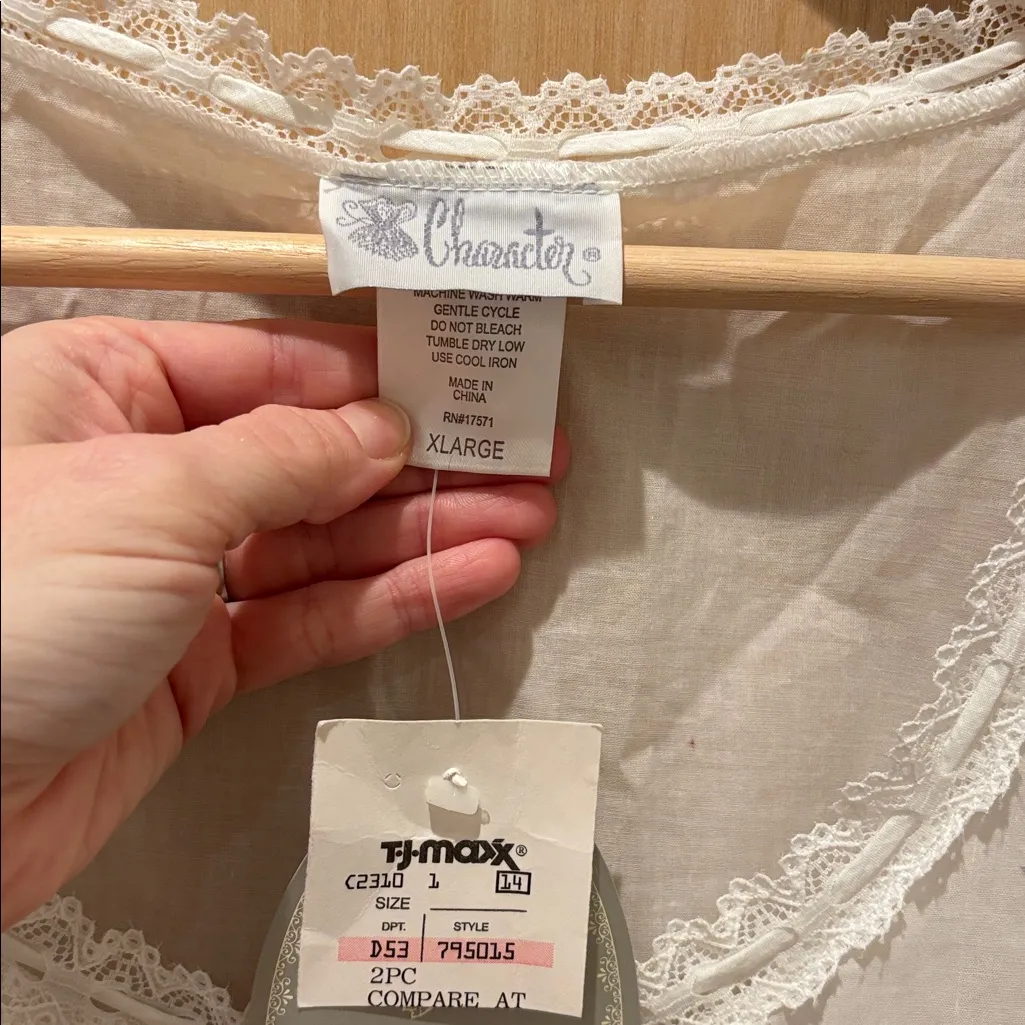 Character®
MACHINE WASH WARM
GENTLE CYCLE
DO NOT BLEACH
TUMBLE DRY LOW
USE COOL IRON
MADE IN
CHINA
RN#17571
XLARGE
T·J·maxx®
C2310 1 14
SIZE
DPT. STYLE
D53 795015
2PC
COMPARE AT